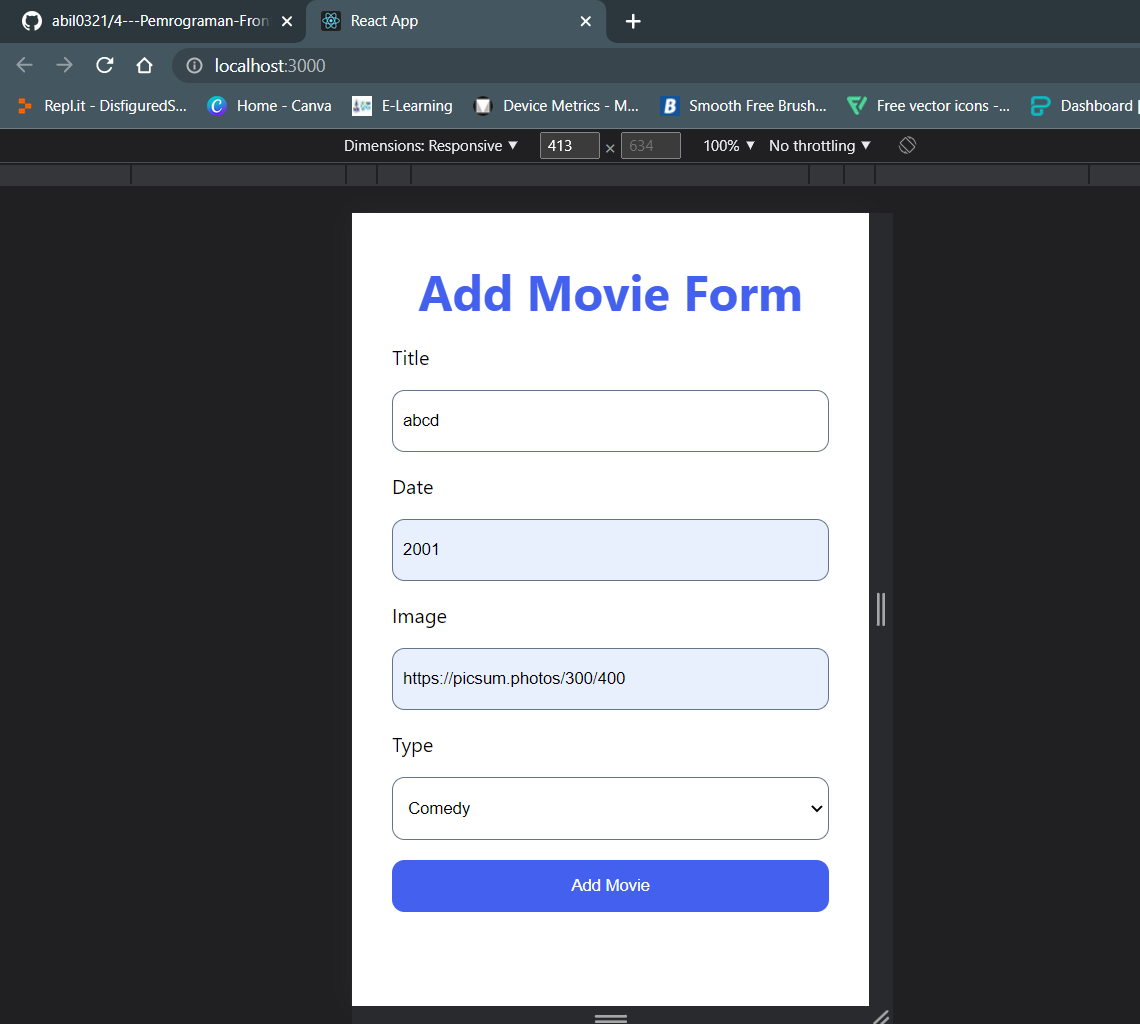 abil0321/4---Pemrograman-Fron
React App
localhost:3000
Repl.it - DisfiguredS... Home - Canva E-Learning Device Metrics - M... Smooth Free Brush... Free vector icons -... Dashboard |
Dimensions: Responsive ▼ 413 × 634 100% ▼ No throttling ▼
Add Movie Form
Title
abcd
Date
2001
Image
https://picsum.photos/300/400
Type
Comedy
Add Movie